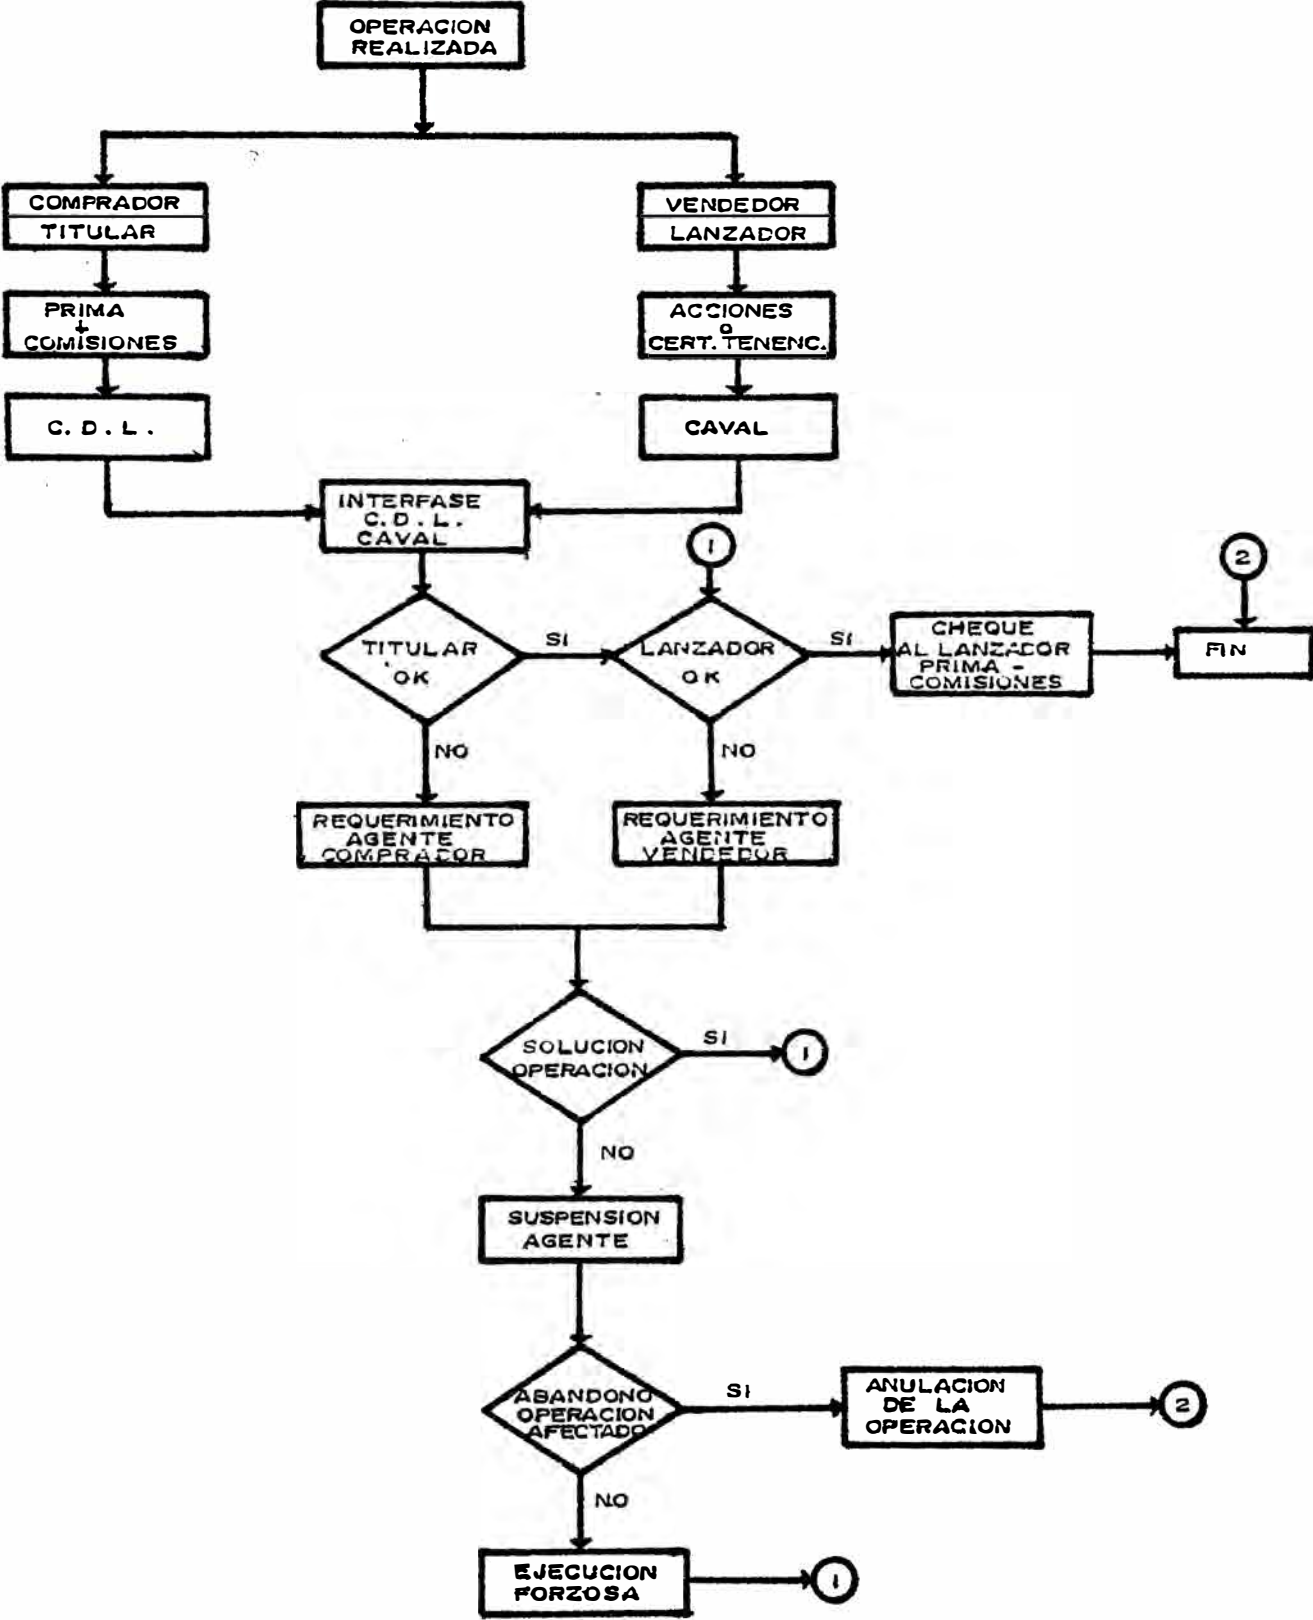 OPERACION
REALIZADA
COMPRADOR
TITULAR
VENDEDOR
LANZADOR
PRIMA
+
COMISIONES
ACCIONES
O
CERT. TENENC.
C. D. L.
CAVAL
INTERFASE
C. D. L.
CAVAL
1
2
TITULAR
OK
SI
LANZADOR
OK
SI
CHEQUE
AL LANZADOR
PRIMA -
COMISIONES
FIN
NO
NO
REQUERIMIENTO
AGENTE
COMPRADOR
REQUERIMIENTO
AGENTE
VENDEDOR
SOLUCION
OPERACION
SI
1
NO
SUSPENSION
AGENTE
ABANDONO
OPERACION
AFECTADO
SI
ANULACION
DE LA
OPERACION
2
NO
EJECUCION
FORZOSA
1